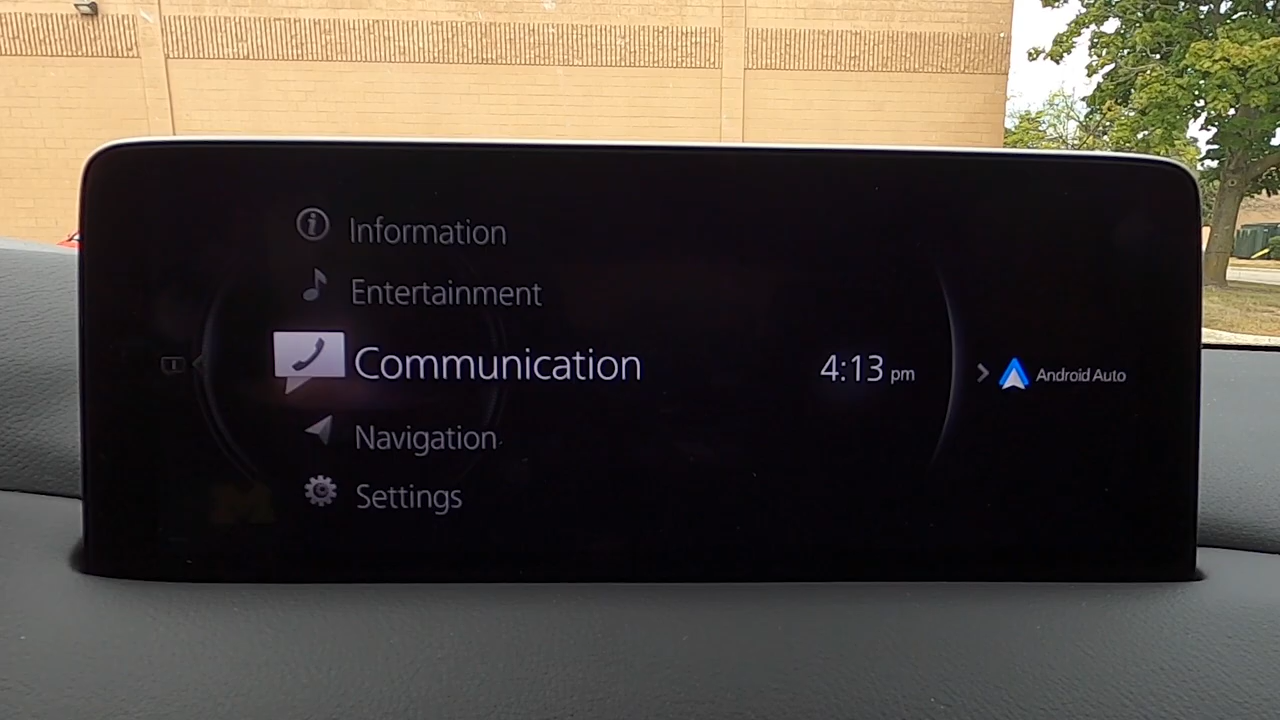 Information
Entertainment
Communication
4:13 pm
Android Auto
Navigation
Settings